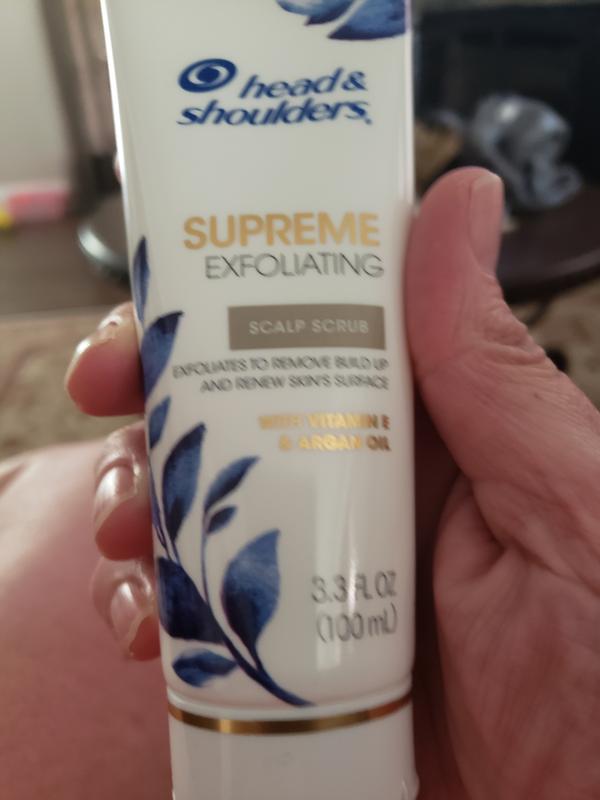 head &
shoulders
SUPREME
EXFOLIATING
SCALP SCRUB
EXFOLIATES TO REMOVE BUILD UP
AND RENEW SKIN'S SURFACE
WITH VITAMIN E
& ARGAN OIL
3.3 FL OZ
(100 mL)